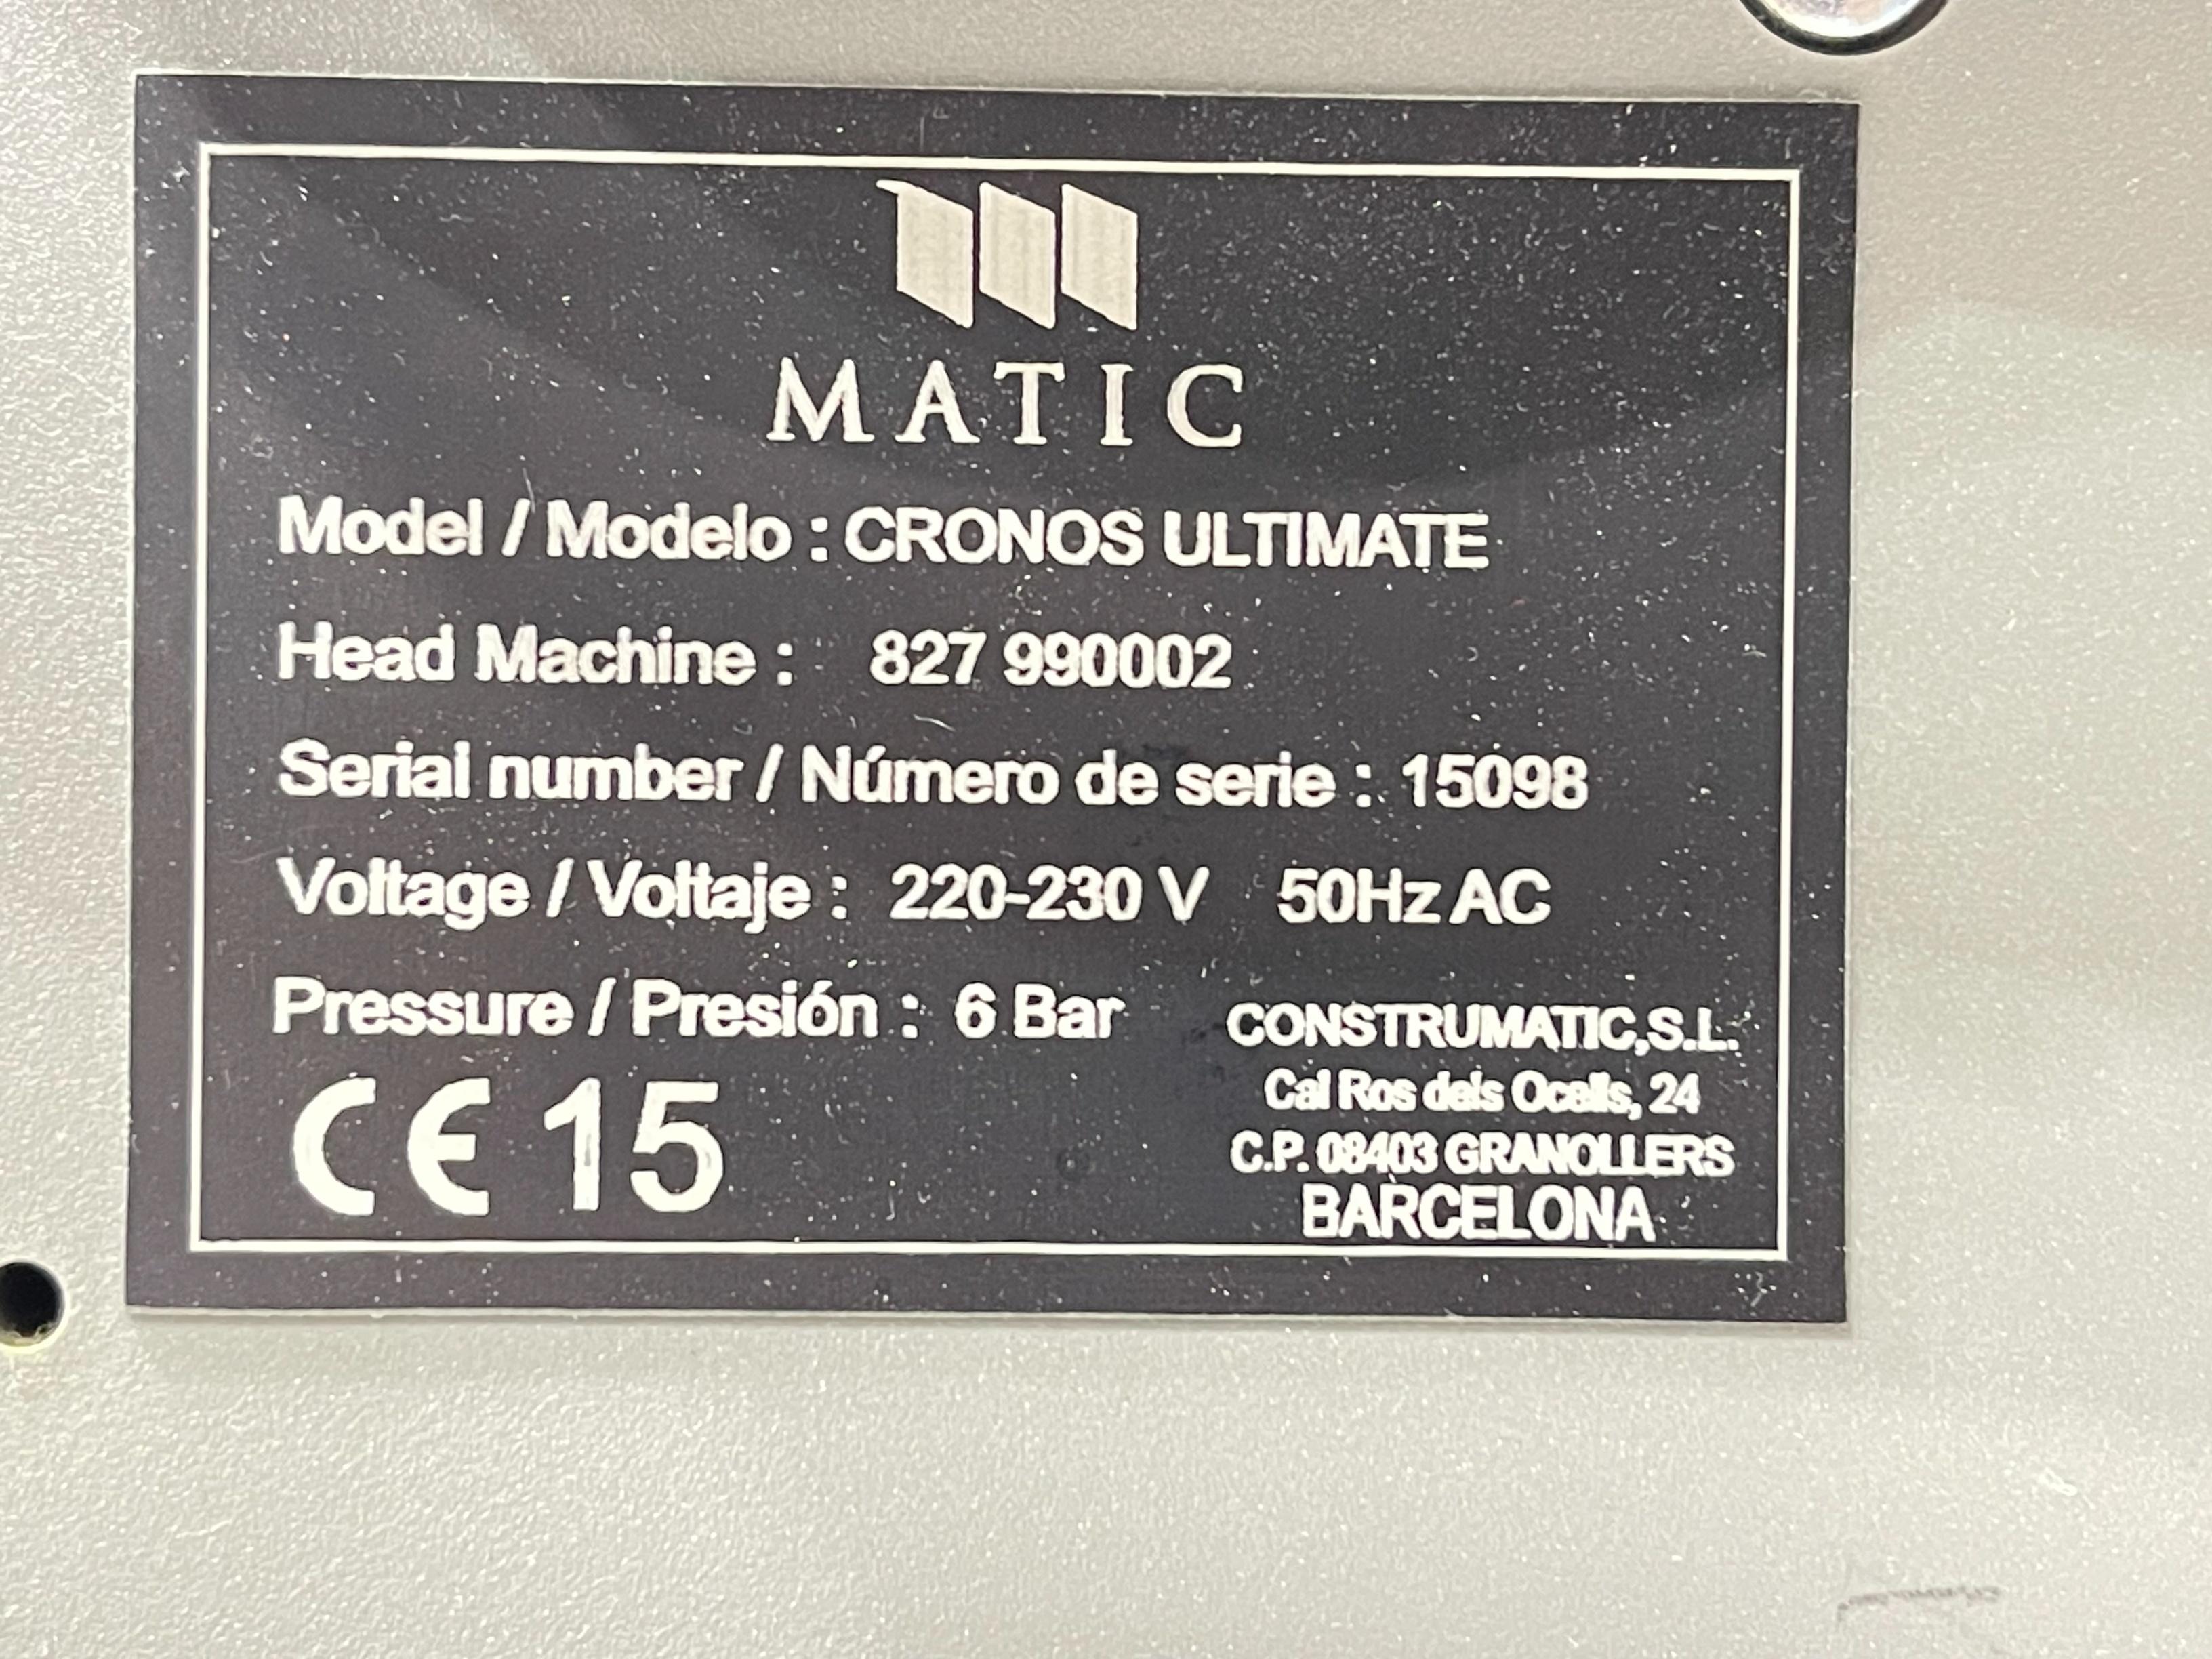 MATIC
Model / Modelo : CRONOS ULTIMATE
Head Machine : 827 990002
Serial number / Número de serie : 15098
Voltage / Voltaje : 220-230 V 50Hz AC
Pressure / Presión : 6 Bar
CE 15
CONSTRUMATIC,S.L.
Cal Ros dels Ocells, 24
C.P. 08403 GRANOLLERS
BARCELONA